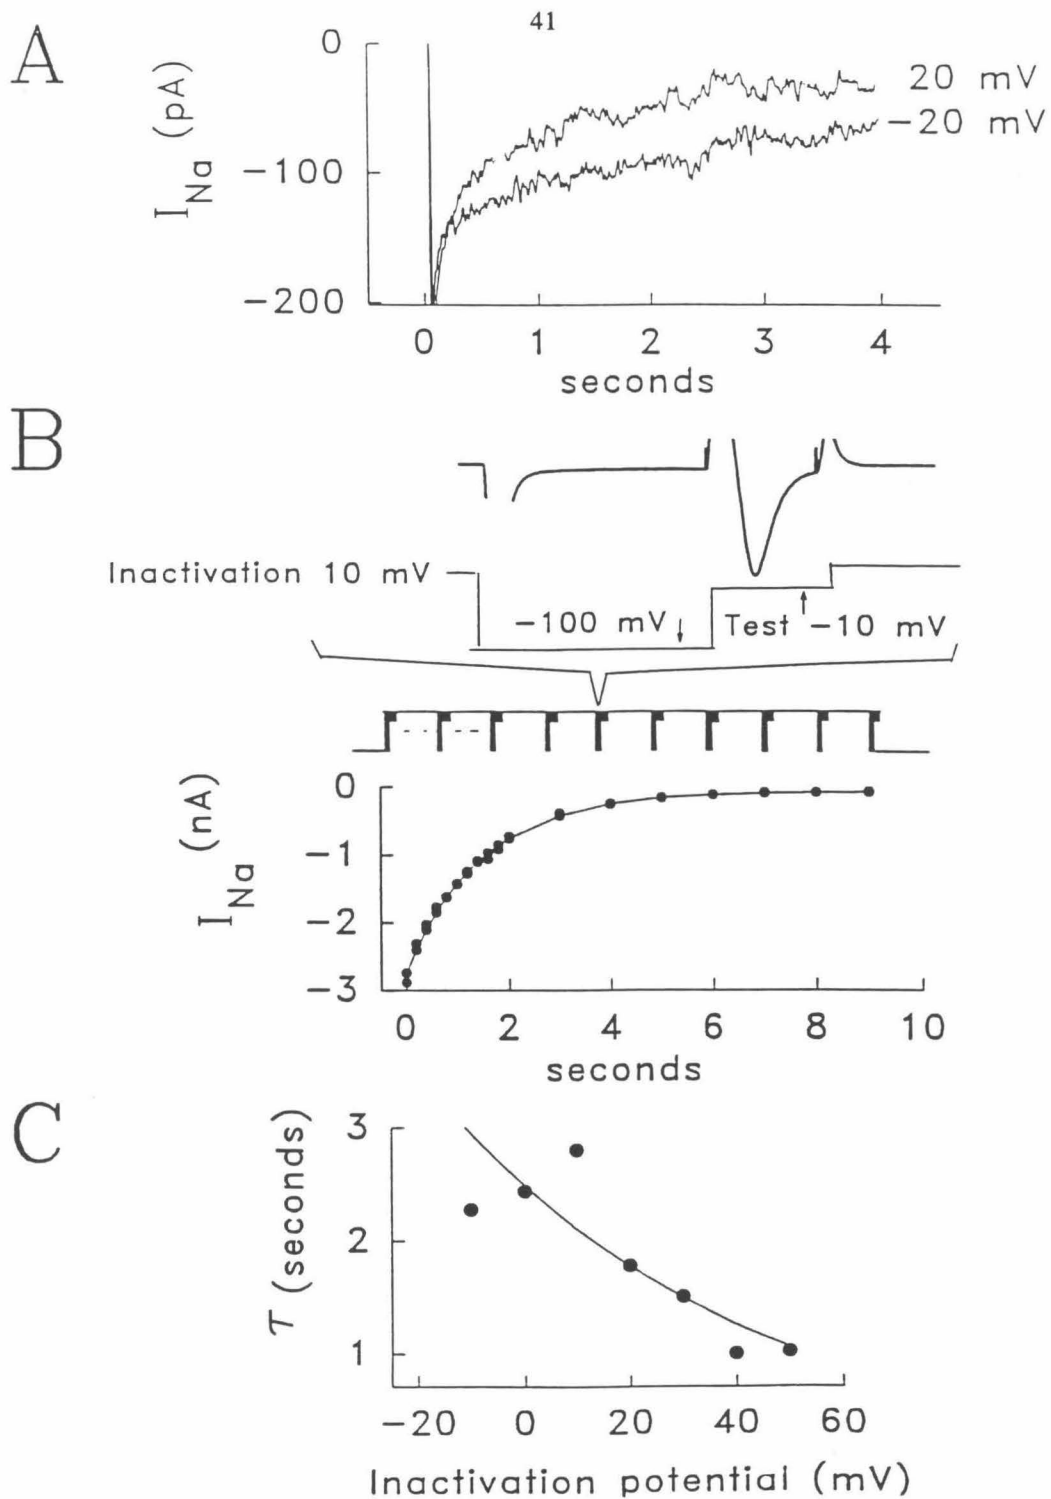 41
A
I_Na (pA)
0
-100
-200
20 mV
-20 mV
0 1 2 3 4
seconds
B
Inactivation 10 mV
-100 mV
Test -10 mV
I_Na (nA)
0
-1
-2
-3
0 2 4 6 8 10
seconds
C
τ (seconds)
3
2
1
-20 0 20 40 60
Inactivation potential (mV)